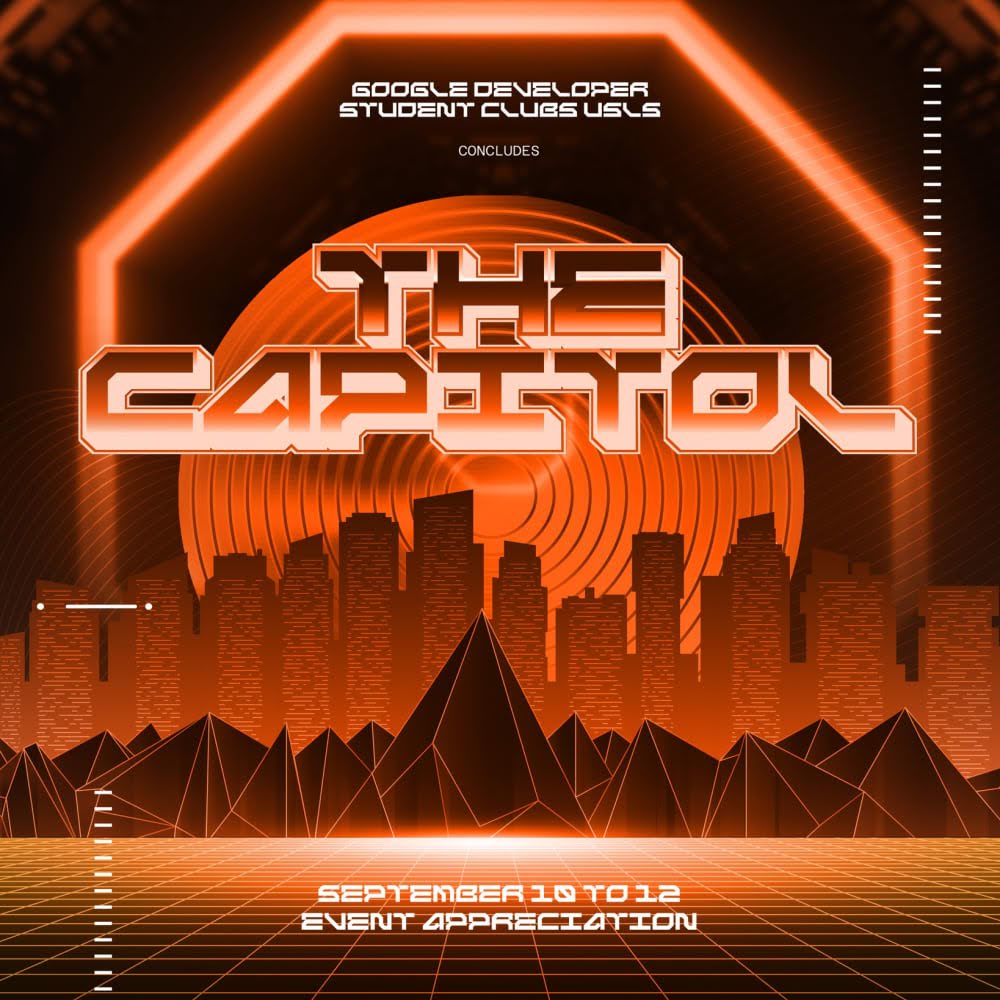 GOOGLE DEVELOPER
STUDENT CLUBS USLS
CONCLUDES
THE
CAPITOL
SEPTEMBER 10 TO 12
EVENT APPRECIATION